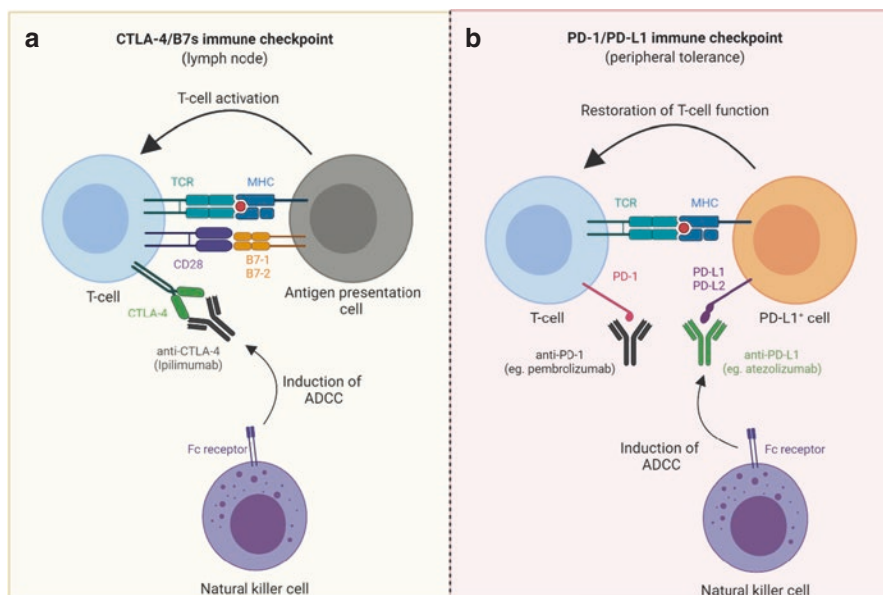 a
CTLA-4/B7s immune checkpoint
(lymph node)
T-cell activation
TCR
MHC
CD28
B7-1
B7-2
T-cell
Antigen presentation
cell
CTLA-4
anti-CTLA-4
(Ipilimumab)
Induction of
ADCC
Fc receptor
Natural killer cell
b
PD-1/PD-L1 immune checkpoint
(peripheral tolerance)
Restoration of T-cell function
TCR
MHC
PD-1
PD-L1
PD-L2
T-cell
PD-L1⁺ cell
anti-PD-1
(eg. pembrolizumab)
anti-PD-L1
(eg. atezolizumab)
Induction of
ADCC
Fc receptor
Natural killer cell